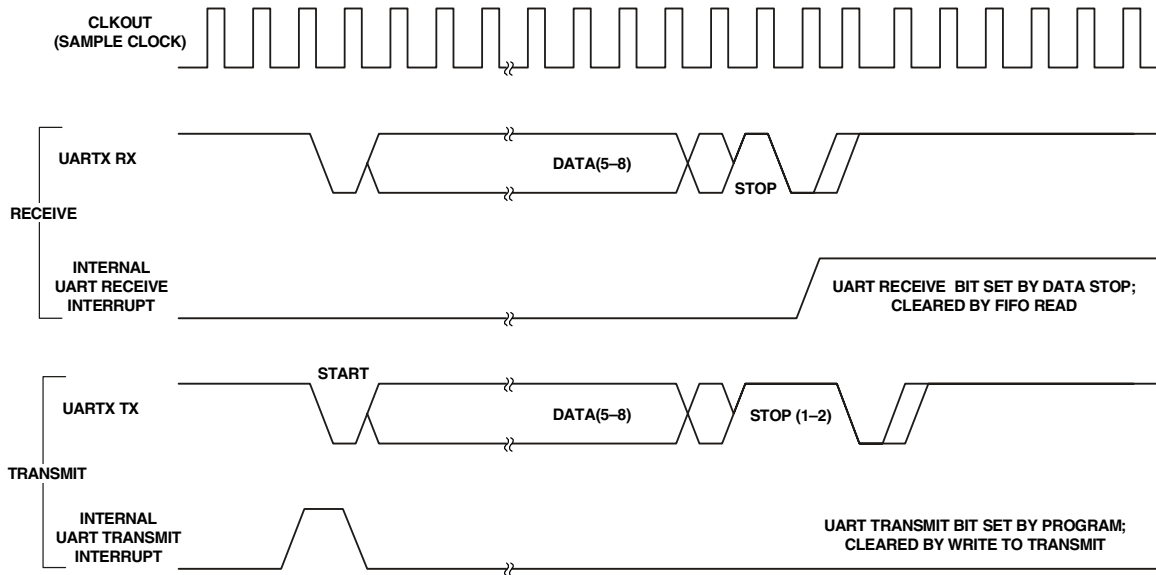 CLKOUT
(SAMPLE CLOCK)
UARTX RX
DATA(5–8)
STOP
RECEIVE
INTERNAL
UART RECEIVE
INTERRUPT
UART RECEIVE BIT SET BY DATA STOP;
CLEARED BY FIFO READ
START
UARTX TX
DATA(5–8)
STOP (1–2)
TRANSMIT
INTERNAL
UART TRANSMIT
INTERRUPT
UART TRANSMIT BIT SET BY PROGRAM;
CLEARED BY WRITE TO TRANSMIT